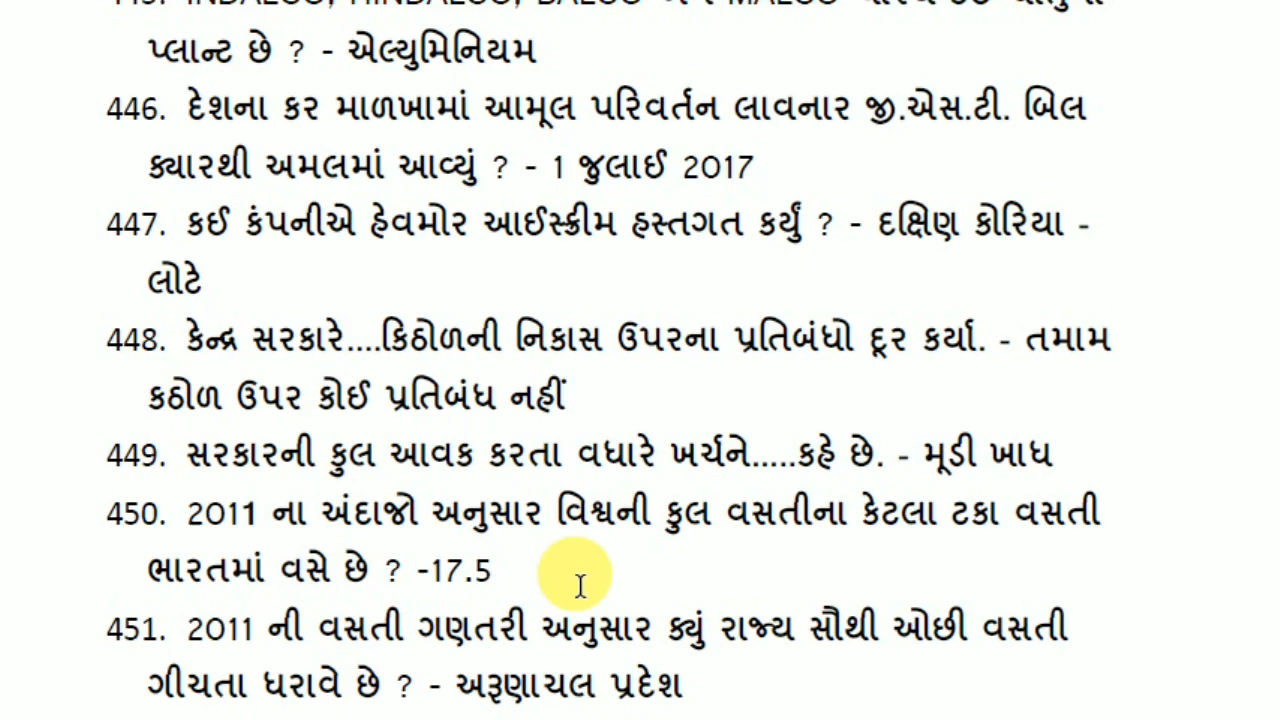 પ્લાન્ટ છે ? - એલ્યુમિનિયમ
446. દેશના કર માળખામાં આમૂલ પરિવર્તન લાવનાર જી.એસ.ટી. બિલ
ક્યારથી અમલમાં આવ્યું ? - 1 જુલાઈ 2017
447. કઈ કંપનીએ હેવમોર આઈસ્ક્રીમ હસ્તગત કર્યું ? - દક્ષિણ કોરિયા -
લોટે
448. કેન્દ્ર સરકારે....કિઠોળની નિકાસ ઉપરના પ્રતિબંધો દૂર કર્યા. - તમામ
કઠોળ ઉપર કોઈ પ્રતિબંધ નહીં
449. સરકારની કુલ આવક કરતા વધારે ખર્ચને.....કહે છે. - મૂડી ખાધ
450. 2011 ના અંદાજો અનુસાર વિશ્વની કુલ વસતીના કેટલા ટકા વસતી
ભારતમાં વસે છે ? -17.5
451. 2011 ની વસતી ગણતરી અનુસાર ક્યું રાજ્ય સૌથી ઓછી વસતી
ગીચતા ધરાવે છે ? - અરૂણાચલ પ્રદેશ